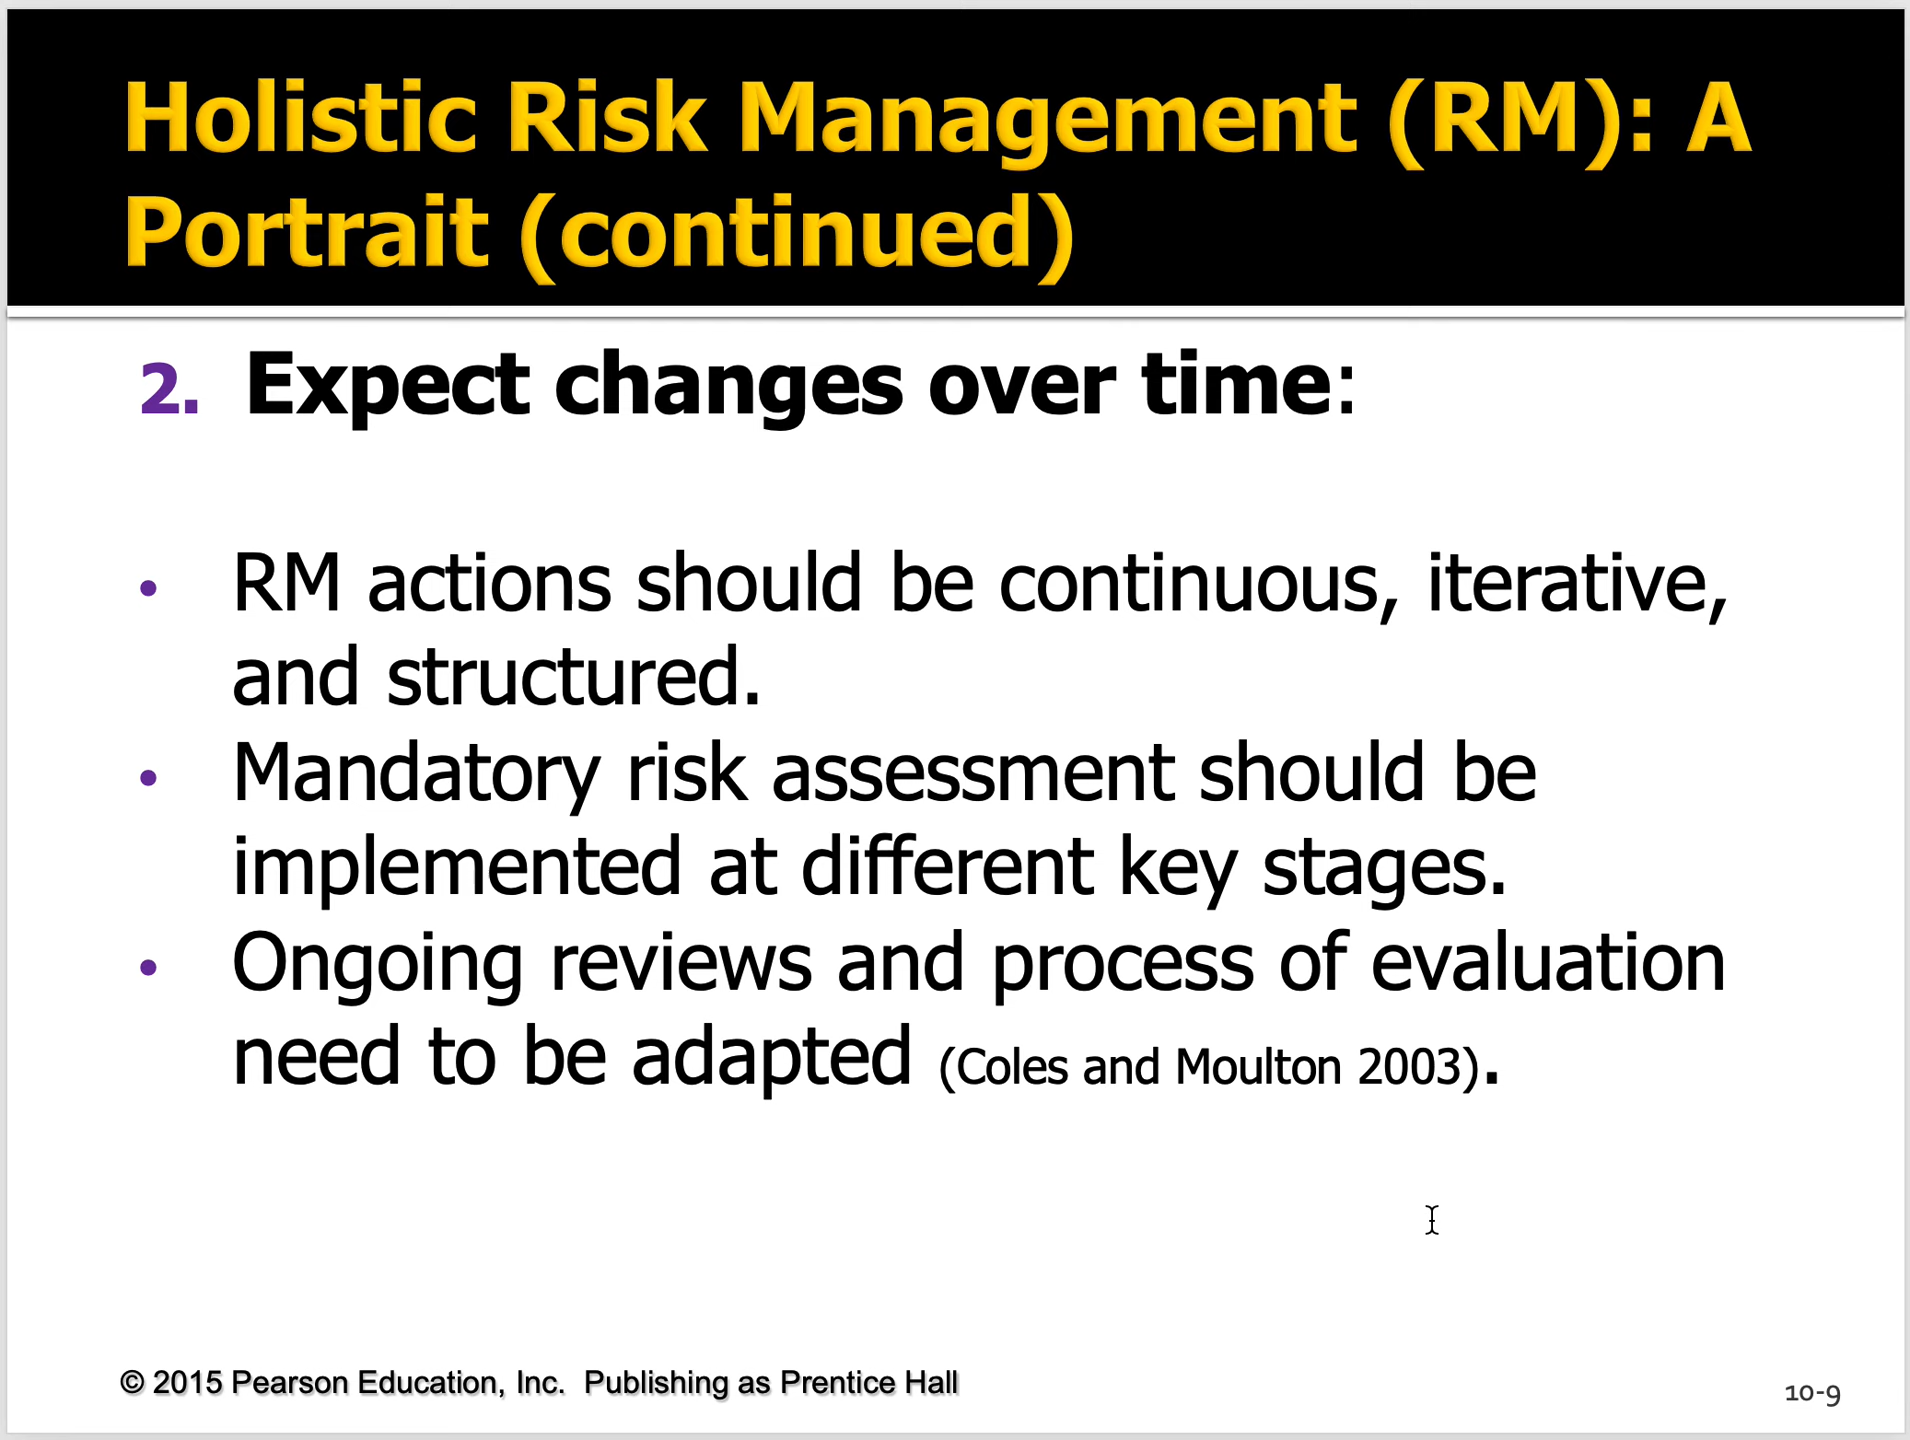 Holistic Risk Management (RM): A
Portrait (continued)
2. Expect changes over time:
• RM actions should be continuous, iterative,
and structured.
• Mandatory risk assessment should be
implemented at different key stages.
• Ongoing reviews and process of evaluation
need to be adapted (Coles and Moulton 2003).
© 2015 Pearson Education, Inc. Publishing as Prentice Hall
10-9